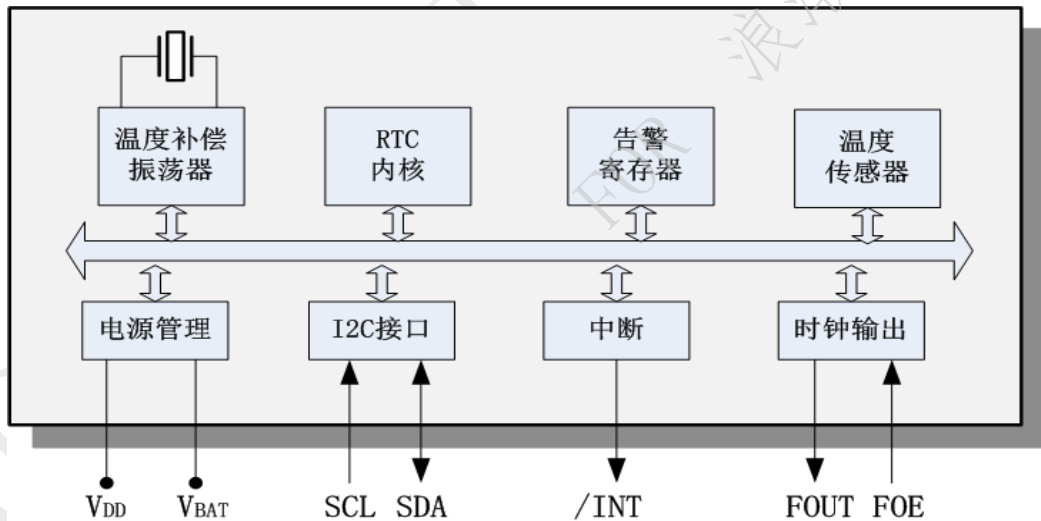 温度补偿
振荡器
RTC
内核
告警
寄存器
温度
传感器
电源管理
I2C接口
中断
时钟输出
VDD
VBAT
SCL
SDA
/INT
FOUT
FOE
FOR
浪